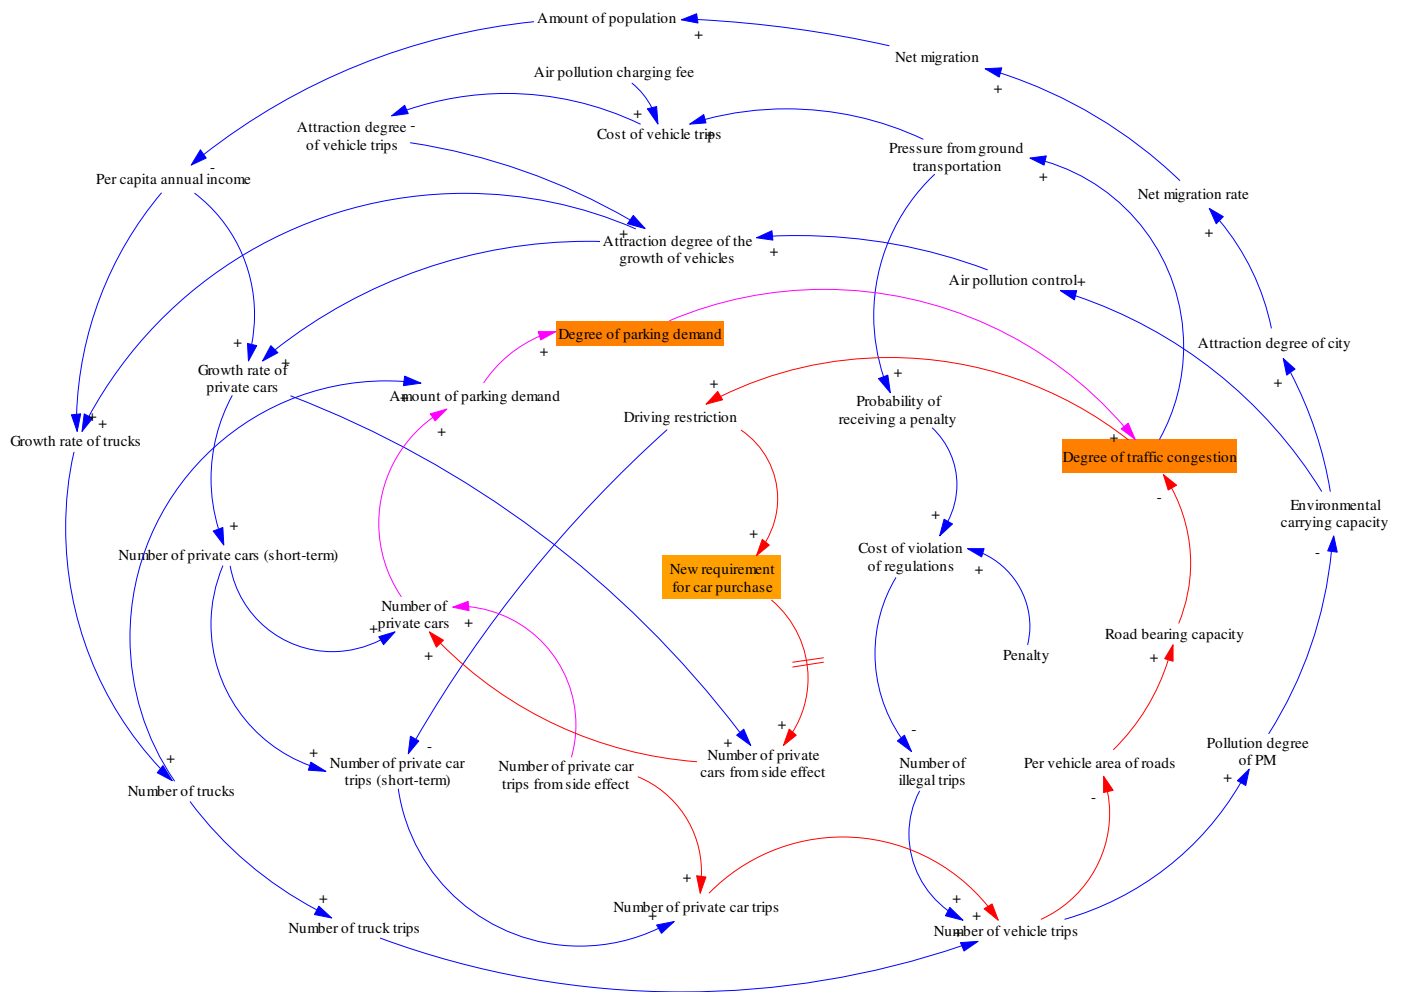 Amount of population
+
Net migration
Air pollution charging fee
+
+
Attraction degree -
of vehicle trips
Cost of vehicle trips
+
Pressure from ground
transportation
+
-
Per capita annual income
Net migration rate
+
+
Attraction degree of the
growth of vehicles
+
Air pollution control+
Degree of parking demand
+
+
Attraction degree of city
+
Growth rate of
private cars
+
+
Amount of parking demand
+
+
Driving restriction
+
Probability of
receiving a penalty
+
Growth rate of trucks
+
+
Degree of traffic congestion
+
-
Environmental
carrying capacity
-
+
Number of private cars (short-term)
+
New requirement
for car purchase
+
Cost of violation
of regulations
+
Number of
private cars
+
+
+
Penalty
Road bearing capacity
+
+
Number of trucks
+
Number of private car
trips (short-term)
-
Number of private car
trips from side effect
+
+
Number of private
cars from side effect
-
Number of
illegal trips
Per vehicle area of roads
-
Pollution degree
of PM
+
+
Number of truck trips
+
Number of private car trips
+
+
+
Number of vehicle trips
+